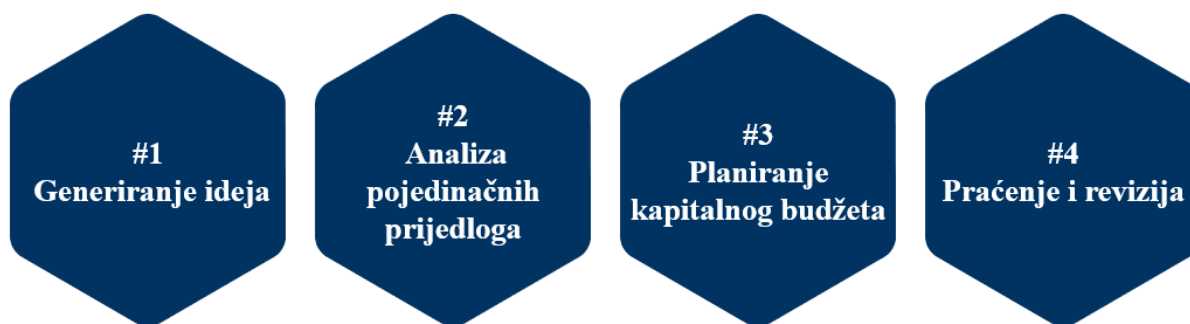 #1
Generiranje ideja
#2
Analiza
pojedinačnih
prijedloga
#3
Planiranje
kapitalnog budžeta
#4
Praćenje i revizija